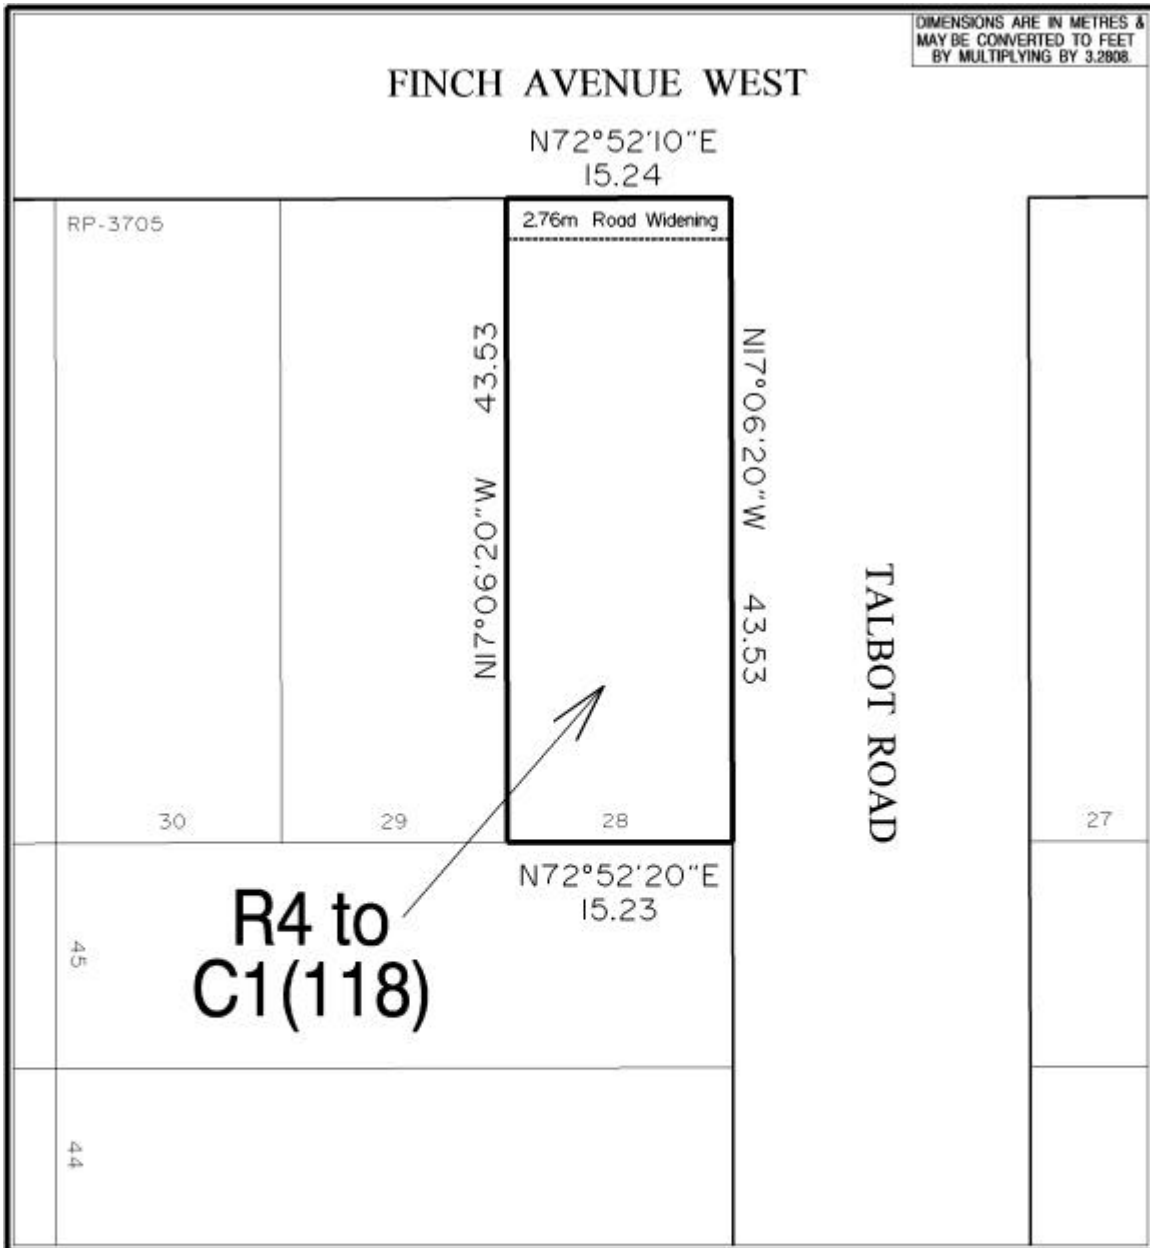 DIMENSIONS ARE IN METRES &
MAY BE CONVERTED TO FEET
BY MULTIPLYING BY 3.2808.
FINCH AVENUE WEST
N72°52'10"E
15.24
RP-3705
2.76m Road Widening
N17°06'20"W 43.53
N17°06'20"W 43.53
TALBOT ROAD
30
29
28
27
N72°52'20"E
15.23
R4 to
C1(118)
45
44